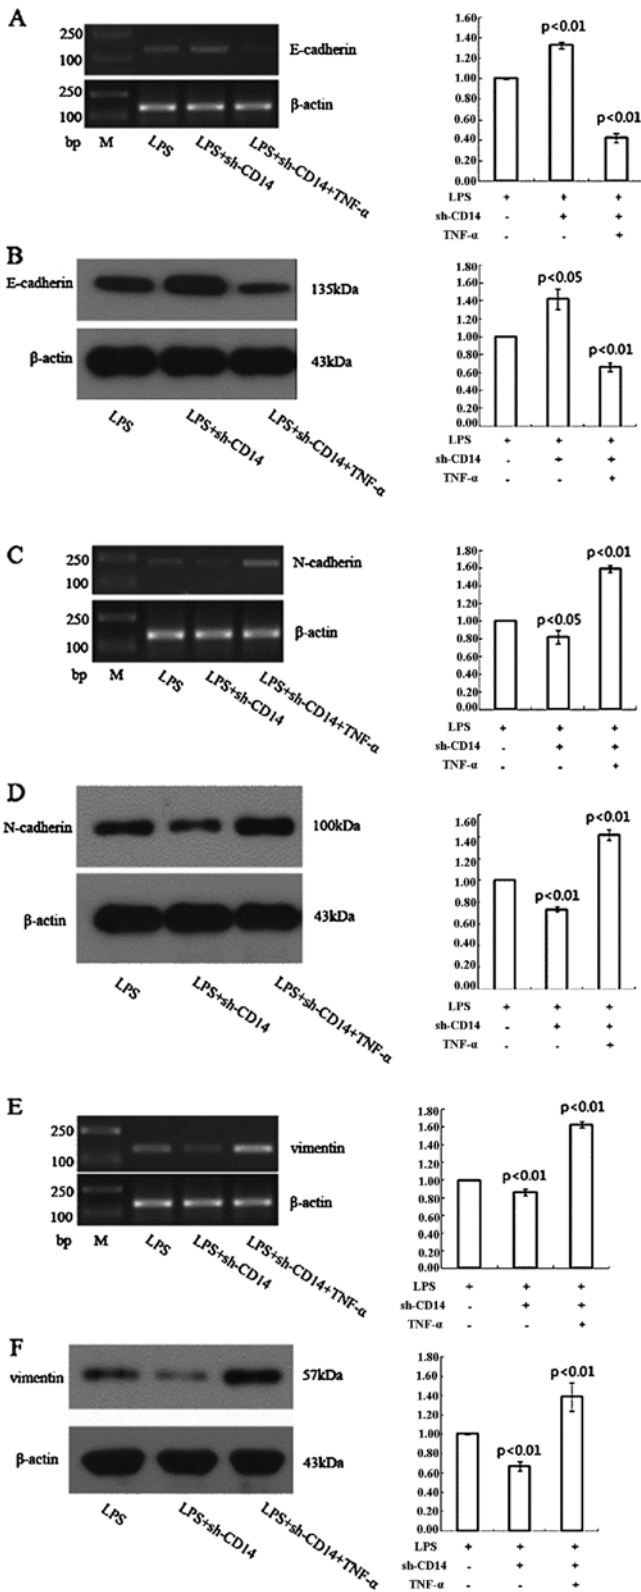 A
250
100
E-cadherin
250
100
β-actin
bp M LPS LPS+sh-CD14 LPS+sh-CD14+TNF-α
1.60
1.40
1.20
1.00
0.80
0.60
0.40
0.20
0.00
p<0.01
p<0.01
LPS + + +
sh-CD14 - + +
TNF-α - - +
B
E-cadherin
135kDa
β-actin
43kDa
LPS LPS+sh-CD14 LPS+sh-CD14+TNF-α
1.80
1.60
1.40
1.20
1.00
0.80
0.60
0.40
0.20
0.00
p<0.05
p<0.01
LPS + + +
sh-CD14 - + +
TNF-α - - +
C
250
100
N-cadherin
250
100
β-actin
bp M LPS LPS+sh-CD14 LPS+sh-CD14+TNF-α
1.80
1.60
1.40
1.20
1.00
0.80
0.60
0.40
0.20
0.00
p<0.05
p<0.01
LPS + + +
sh-CD14 - + +
TNF-α - - +
D
N-cadherin
100kDa
β-actin
43kDa
LPS LPS+sh-CD14 LPS+sh-CD14+TNF-α
1.60
1.40
1.20
1.00
0.80
0.60
0.40
0.20
0.00
p<0.01
p<0.01
LPS + + +
sh-CD14 - + +
TNF-α - - +
E
250
100
vimentin
250
100
β-actin
bp M LPS LPS+sh-CD14 LPS+sh-CD14+TNF-α
1.80
1.60
1.40
1.20
1.00
0.80
0.60
0.40
0.20
0.00
p<0.01
p<0.01
LPS + + +
sh-CD14 - + +
TNF-α - - +
F
vimentin
57kDa
β-actin
43kDa
LPS LPS+sh-CD14 LPS+sh-CD14+TNF-α
1.80
1.60
1.40
1.20
1.00
0.80
0.60
0.40
0.20
0.00
p<0.01
p<0.01
LPS + + +
sh-CD14 - + +
TNF-α - - +